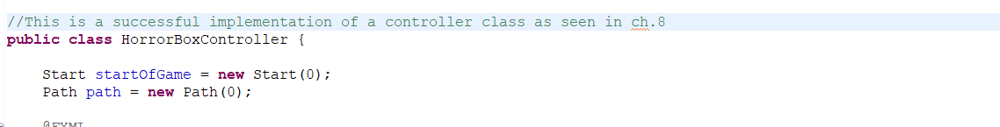 //This is a successful implementation of a controller class as seen in ch.8
public class HorrorBoxController {
Start startOfGame = new Start(0);
Path path = new Path(0);
@FXML